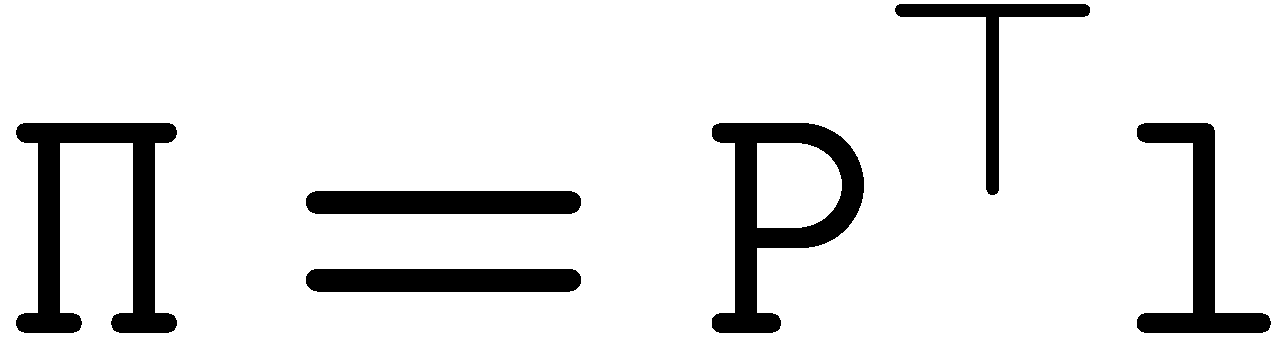 Π = P⊤ 1